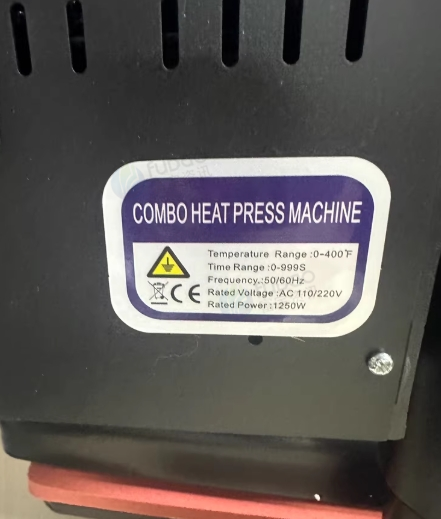 COMBO HEAT PRESS MACHINE
Temperature Range :0-400℉
Time Range :0-999S
Frequency.:50/60Hz
Rated Voltage :AC 110/220V
Rated Power :1250W
CE